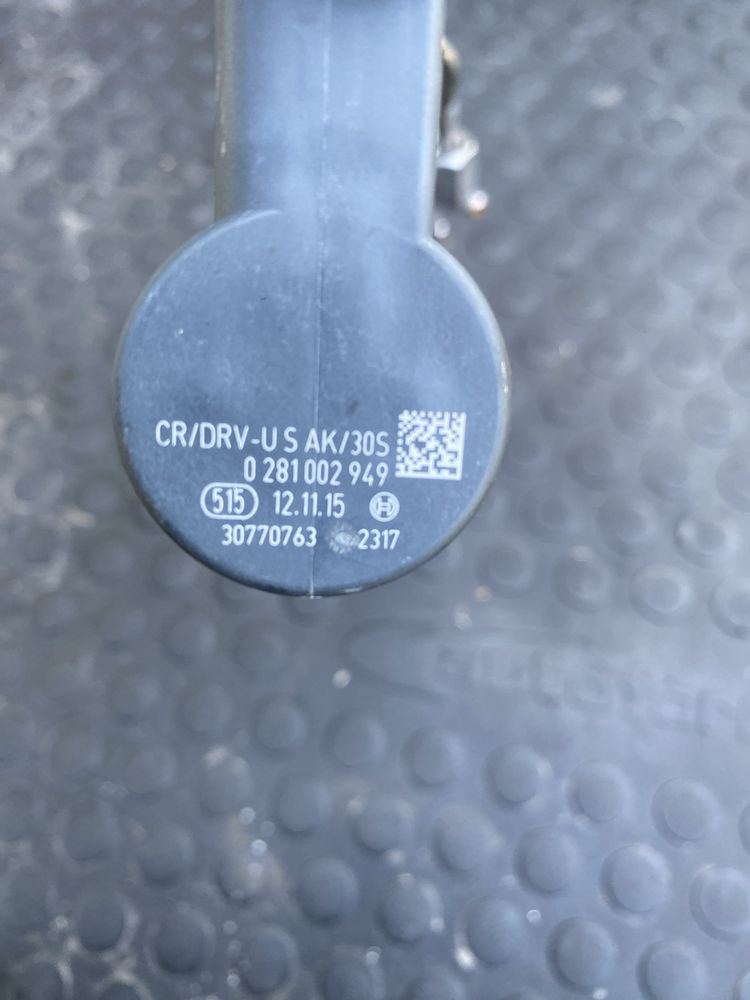 CR/DRV-U S AK/30S
0 281 002 949
515 12.11.15
30770763 2317